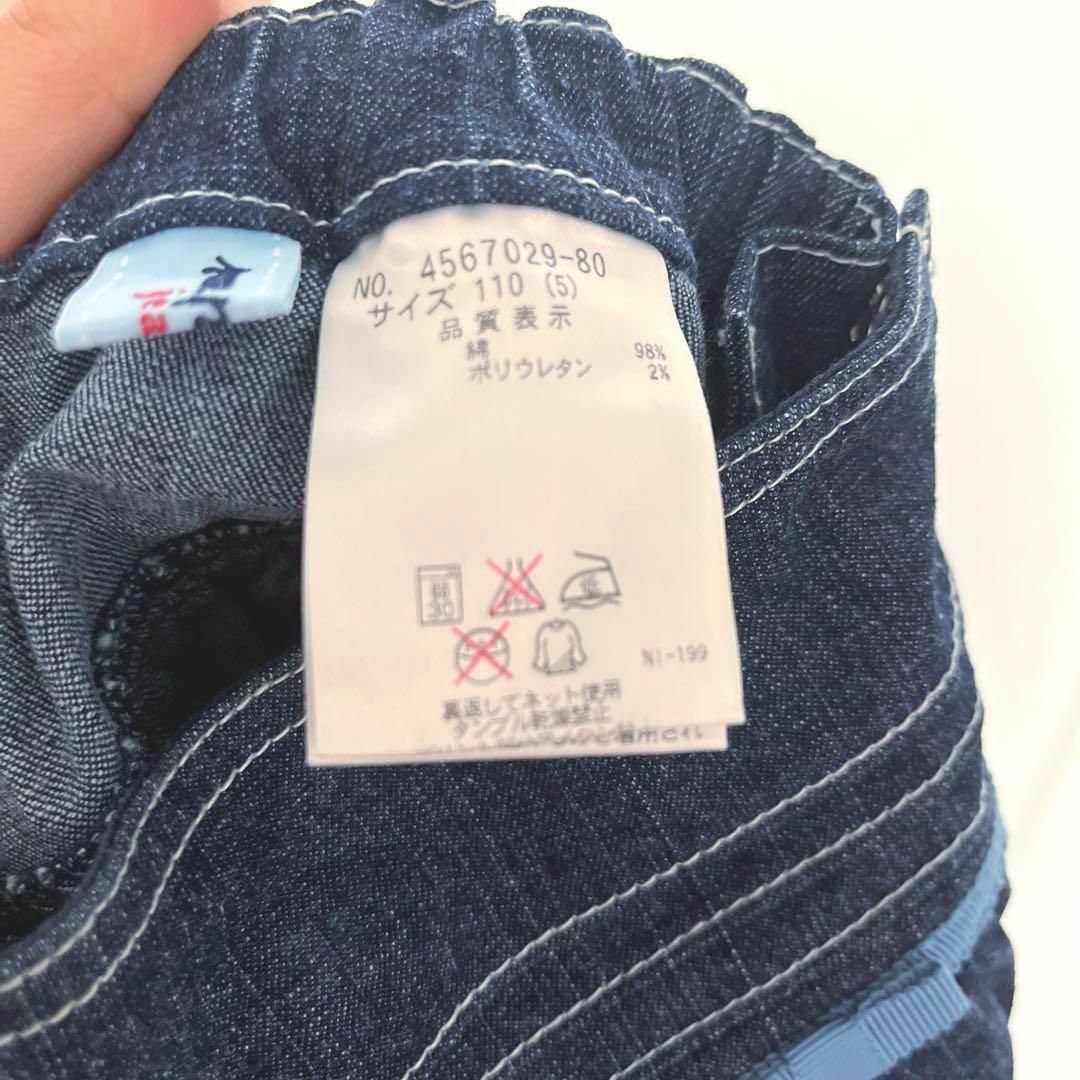 NO. 4567029-80
サイズ 110 (5)
品質表示
綿 98%
ポリウレタン 2%
30
NI-199
裏返してネット使用
タンブル乾燥禁止